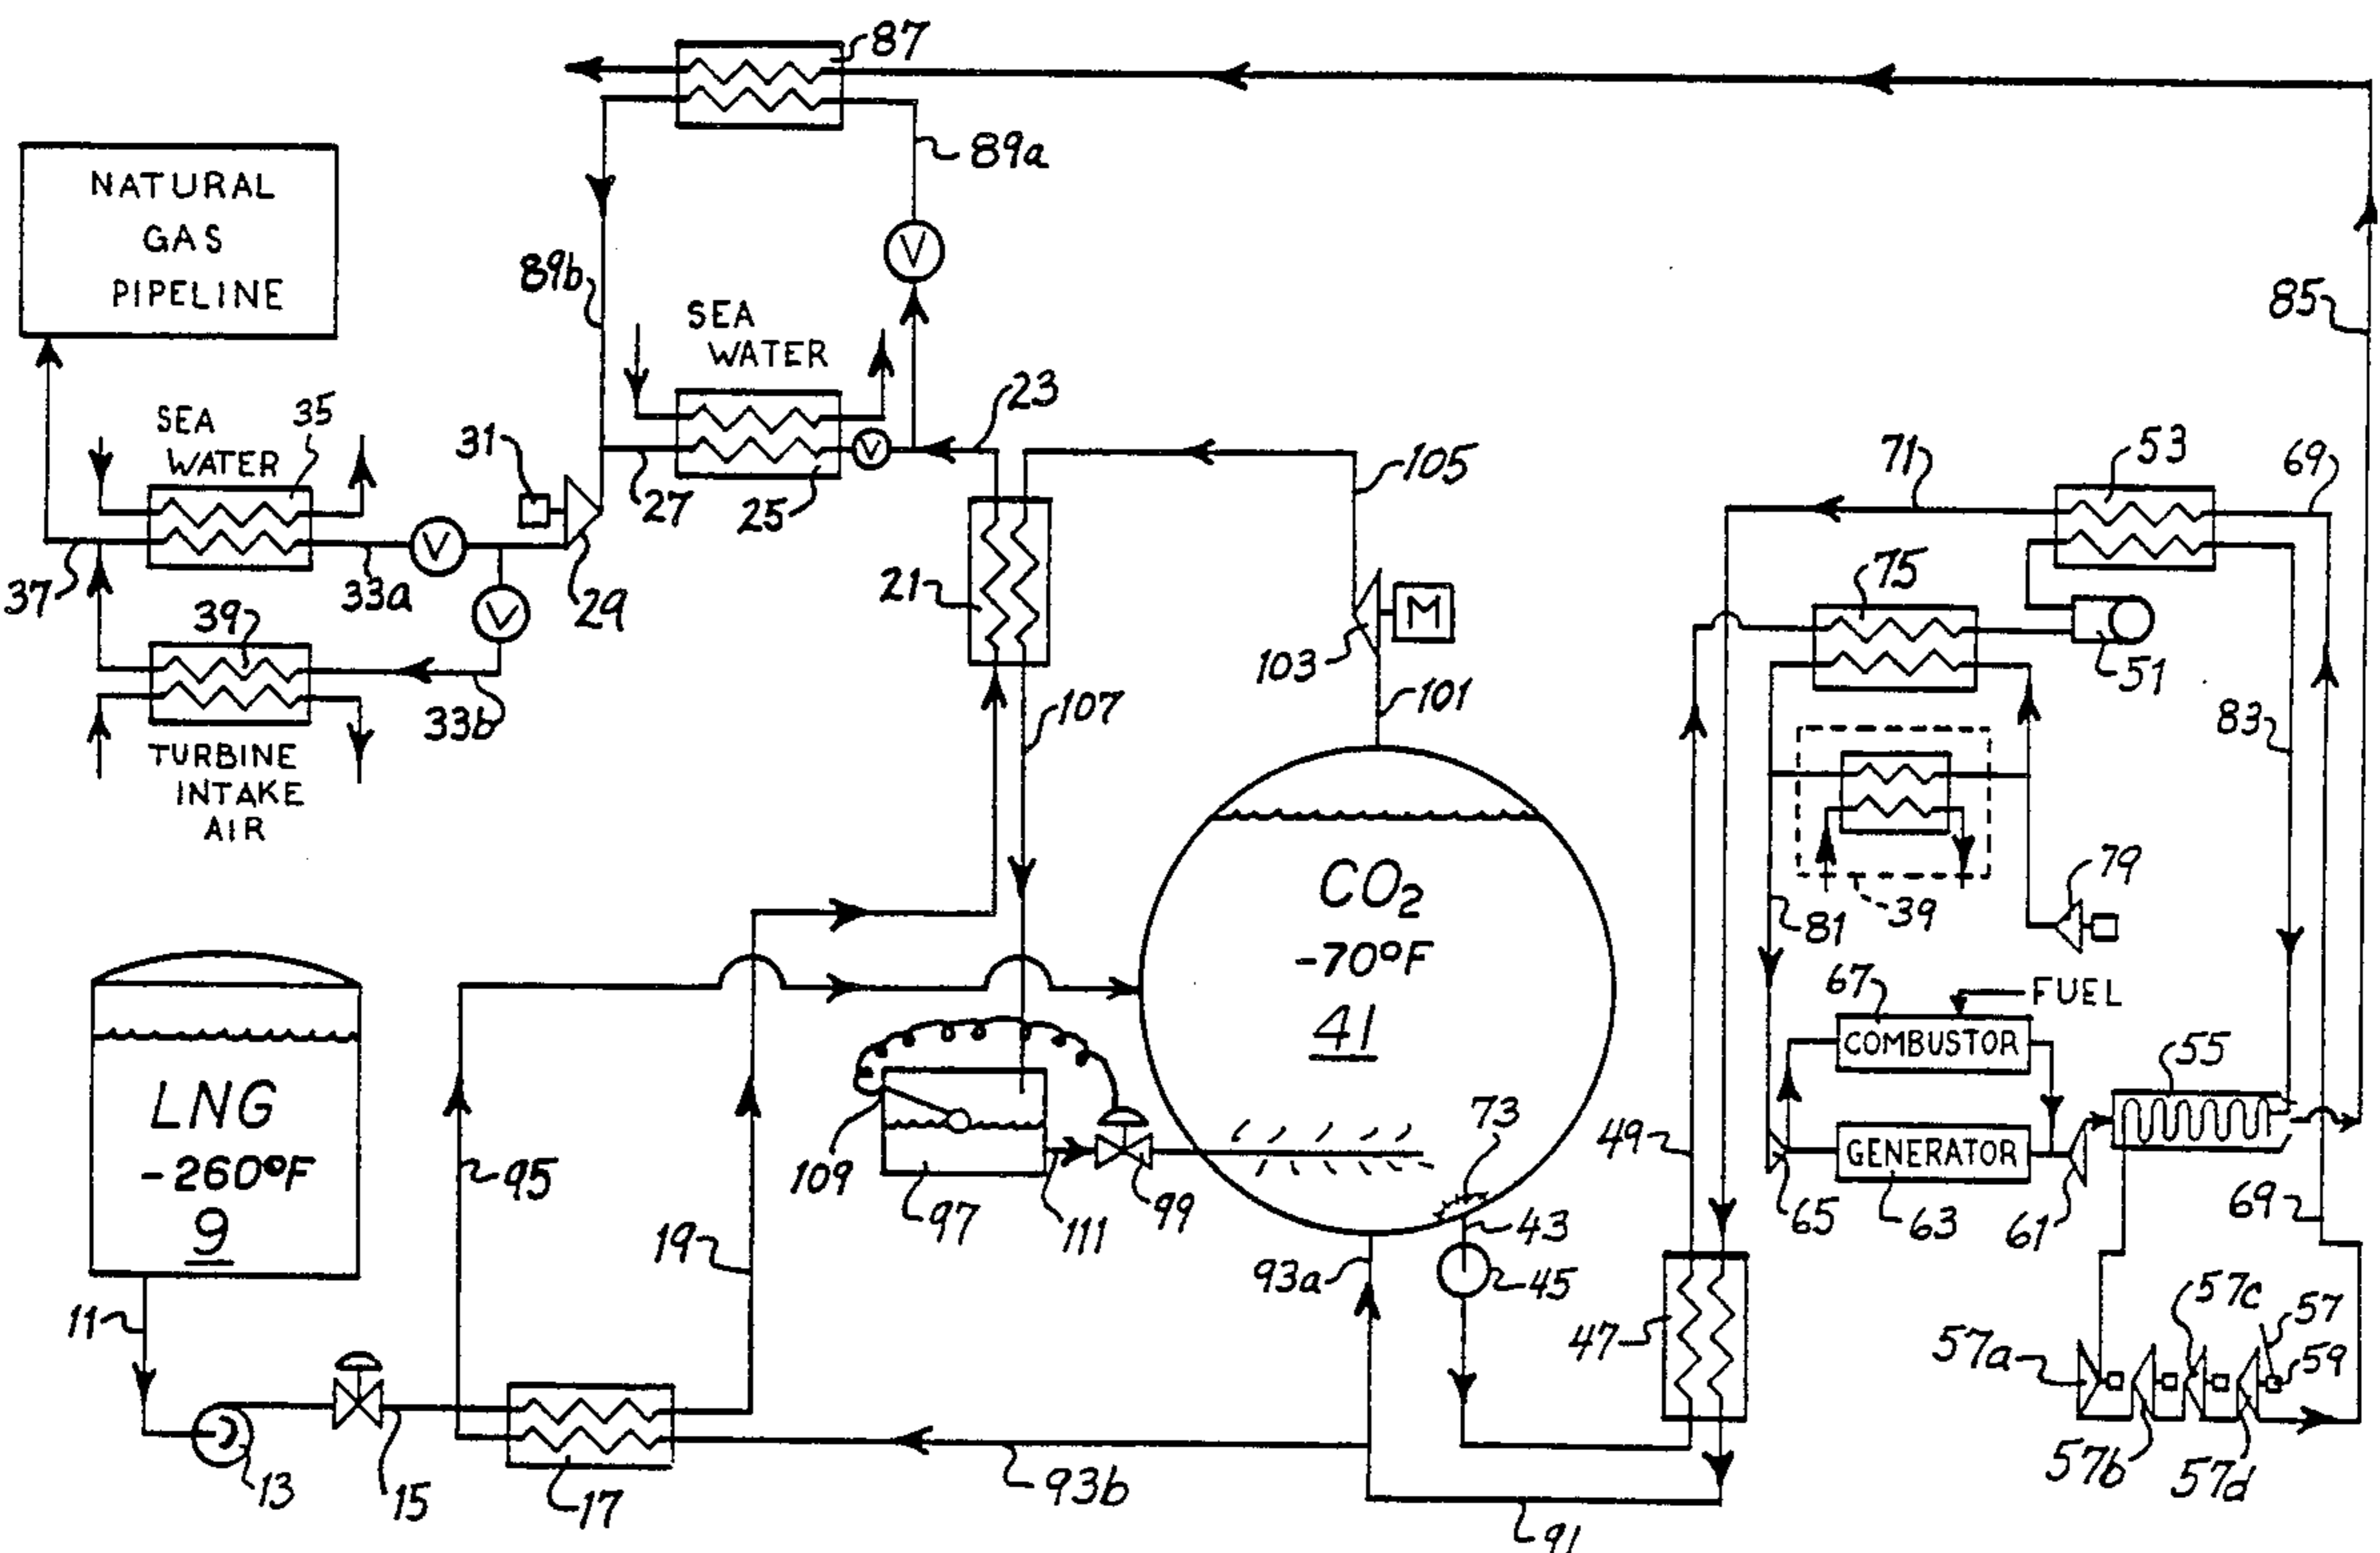 87
89a
NATURAL
GAS
PIPELINE
89b
V
85
SEA
WATER
23
SEA
WATER
35
31
V
27
25
105
71
53
69
37
33a
V
29
V
21
75
M
103
51
39
33b
107
101
83
TURBINE
INTAKE
AIR
CO2
-70°F
41
79
39
81
67
FUEL
COMBUSTOR
55
LNG
-260°F
9
95
109
97
111
99
73
43
49
65
GENERATOR
63
61
69
19
93a
45
11
47
57a
57c
57
59
57b
57d
13
15
17
93b
91